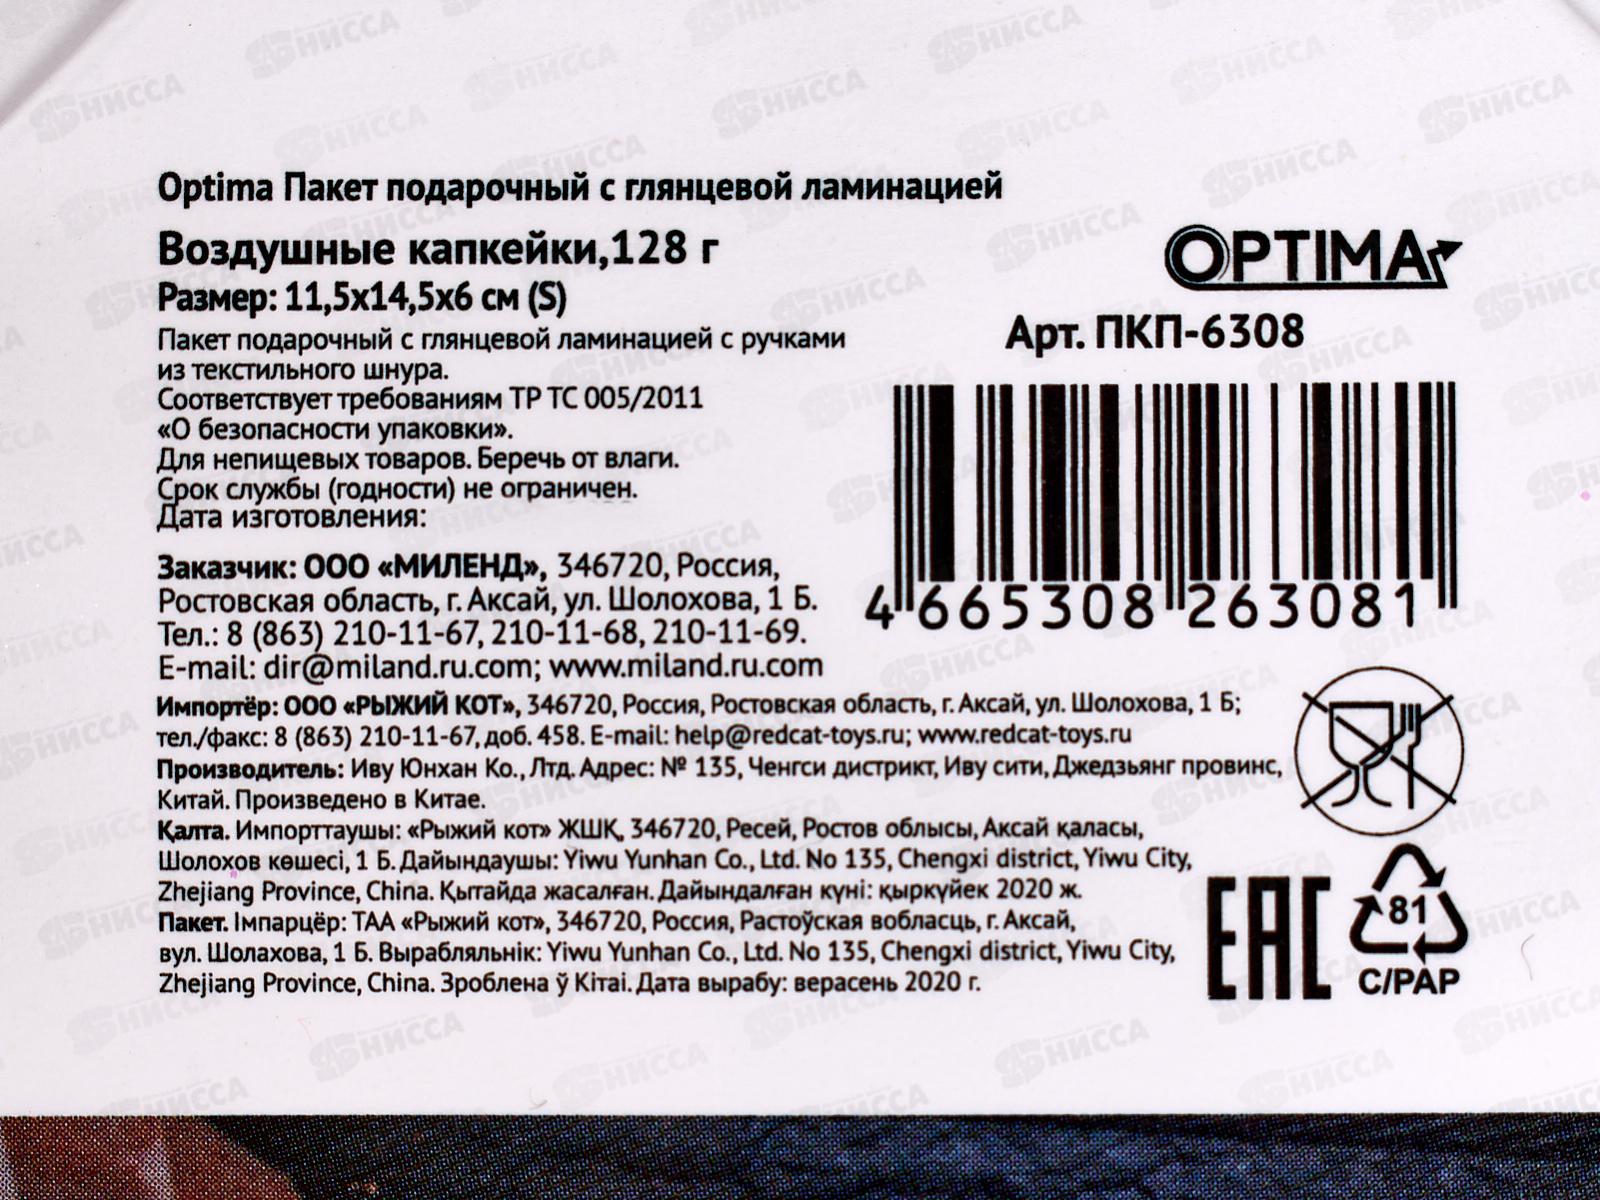 Optima Пакет подарочный с глянцевой ламинацией
Воздушные капкейки,128 г
Размер: 11,5х14,5х6 см (S)
Пакет подарочный с глянцевой ламинацией с ручками
из текстильного шнура.
Соответствует требованиям ТР ТС 005/2011
«О безопасности упаковки».
Для непищевых товаров. Беречь от влаги.
Срок службы (годности) не ограничен.
Дата изготовления:
OPTIMA
Арт. ПКП-6308
4 665308 263081
Заказчик: ООО «МИЛЕНД», 346720, Россия,
Ростовская область, г. Аксай, ул. Шолохова, 1 Б.
Тел.: 8 (863) 210-11-67, 210-11-68, 210-11-69.
E-mail: dir@miland.ru.com; www.miland.ru.com
Импортёр: ООО «РЫЖИЙ КОТ», 346720, Россия, Ростовская область, г. Аксай, ул. Шолохова, 1 Б;
тел./факс: 8 (863) 210-11-67, доб. 458. E-mail: help@redcat-toys.ru; www.redcat-toys.ru
Производитель: Иву Юнхан Ко., Лтд. Адрес: № 135, Ченгси дистрикт, Иву сити, Джедзьянг провинс,
Китай. Произведено в Китае.
Қалта. Импорттаушы: «Рыжий кот» ЖШҚ, 346720, Ресей, Ростов облысы, Аксай қаласы,
Шолохов көшесі, 1 Б. Дайындаушы: Yiwu Yunhan Co., Ltd. No 135, Chengxi district, Yiwu City,
Zhejiang Province, China. Қытайда жасалған. Дайындалған күні: қыркүйек 2020 ж.
Пакет. Імпарцёр: ТАА «Рыжий кот», 346720, Россия, Растоўская вобласць, г. Аксай,
вул. Шолахова, 1 Б. Вырабляльнік: Yiwu Yunhan Co., Ltd. No 135, Chengxi district, Yiwu City,
Zhejiang Province, China. Зроблена ў Кітаі. Дата вырабу: верасень 2020 г.
EAC
81
C/PAP
НИССА